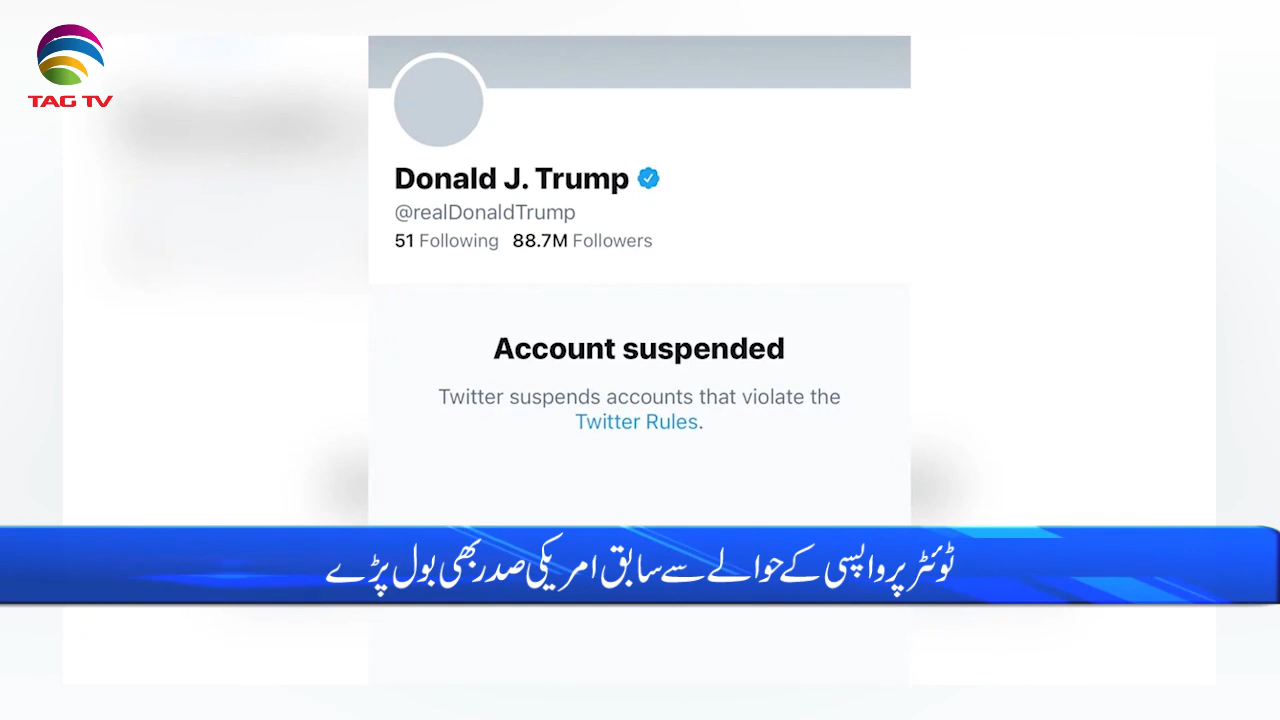 TAG TV
Donald J. Trump
@realDonaldTrump
51 Following 88.7M Followers
Account suspended
Twitter suspends accounts that violate the
Twitter Rules.
ٹوئٹر پر واپسی کے حوالے سے سابق امریکی صدر بھی بول پڑے